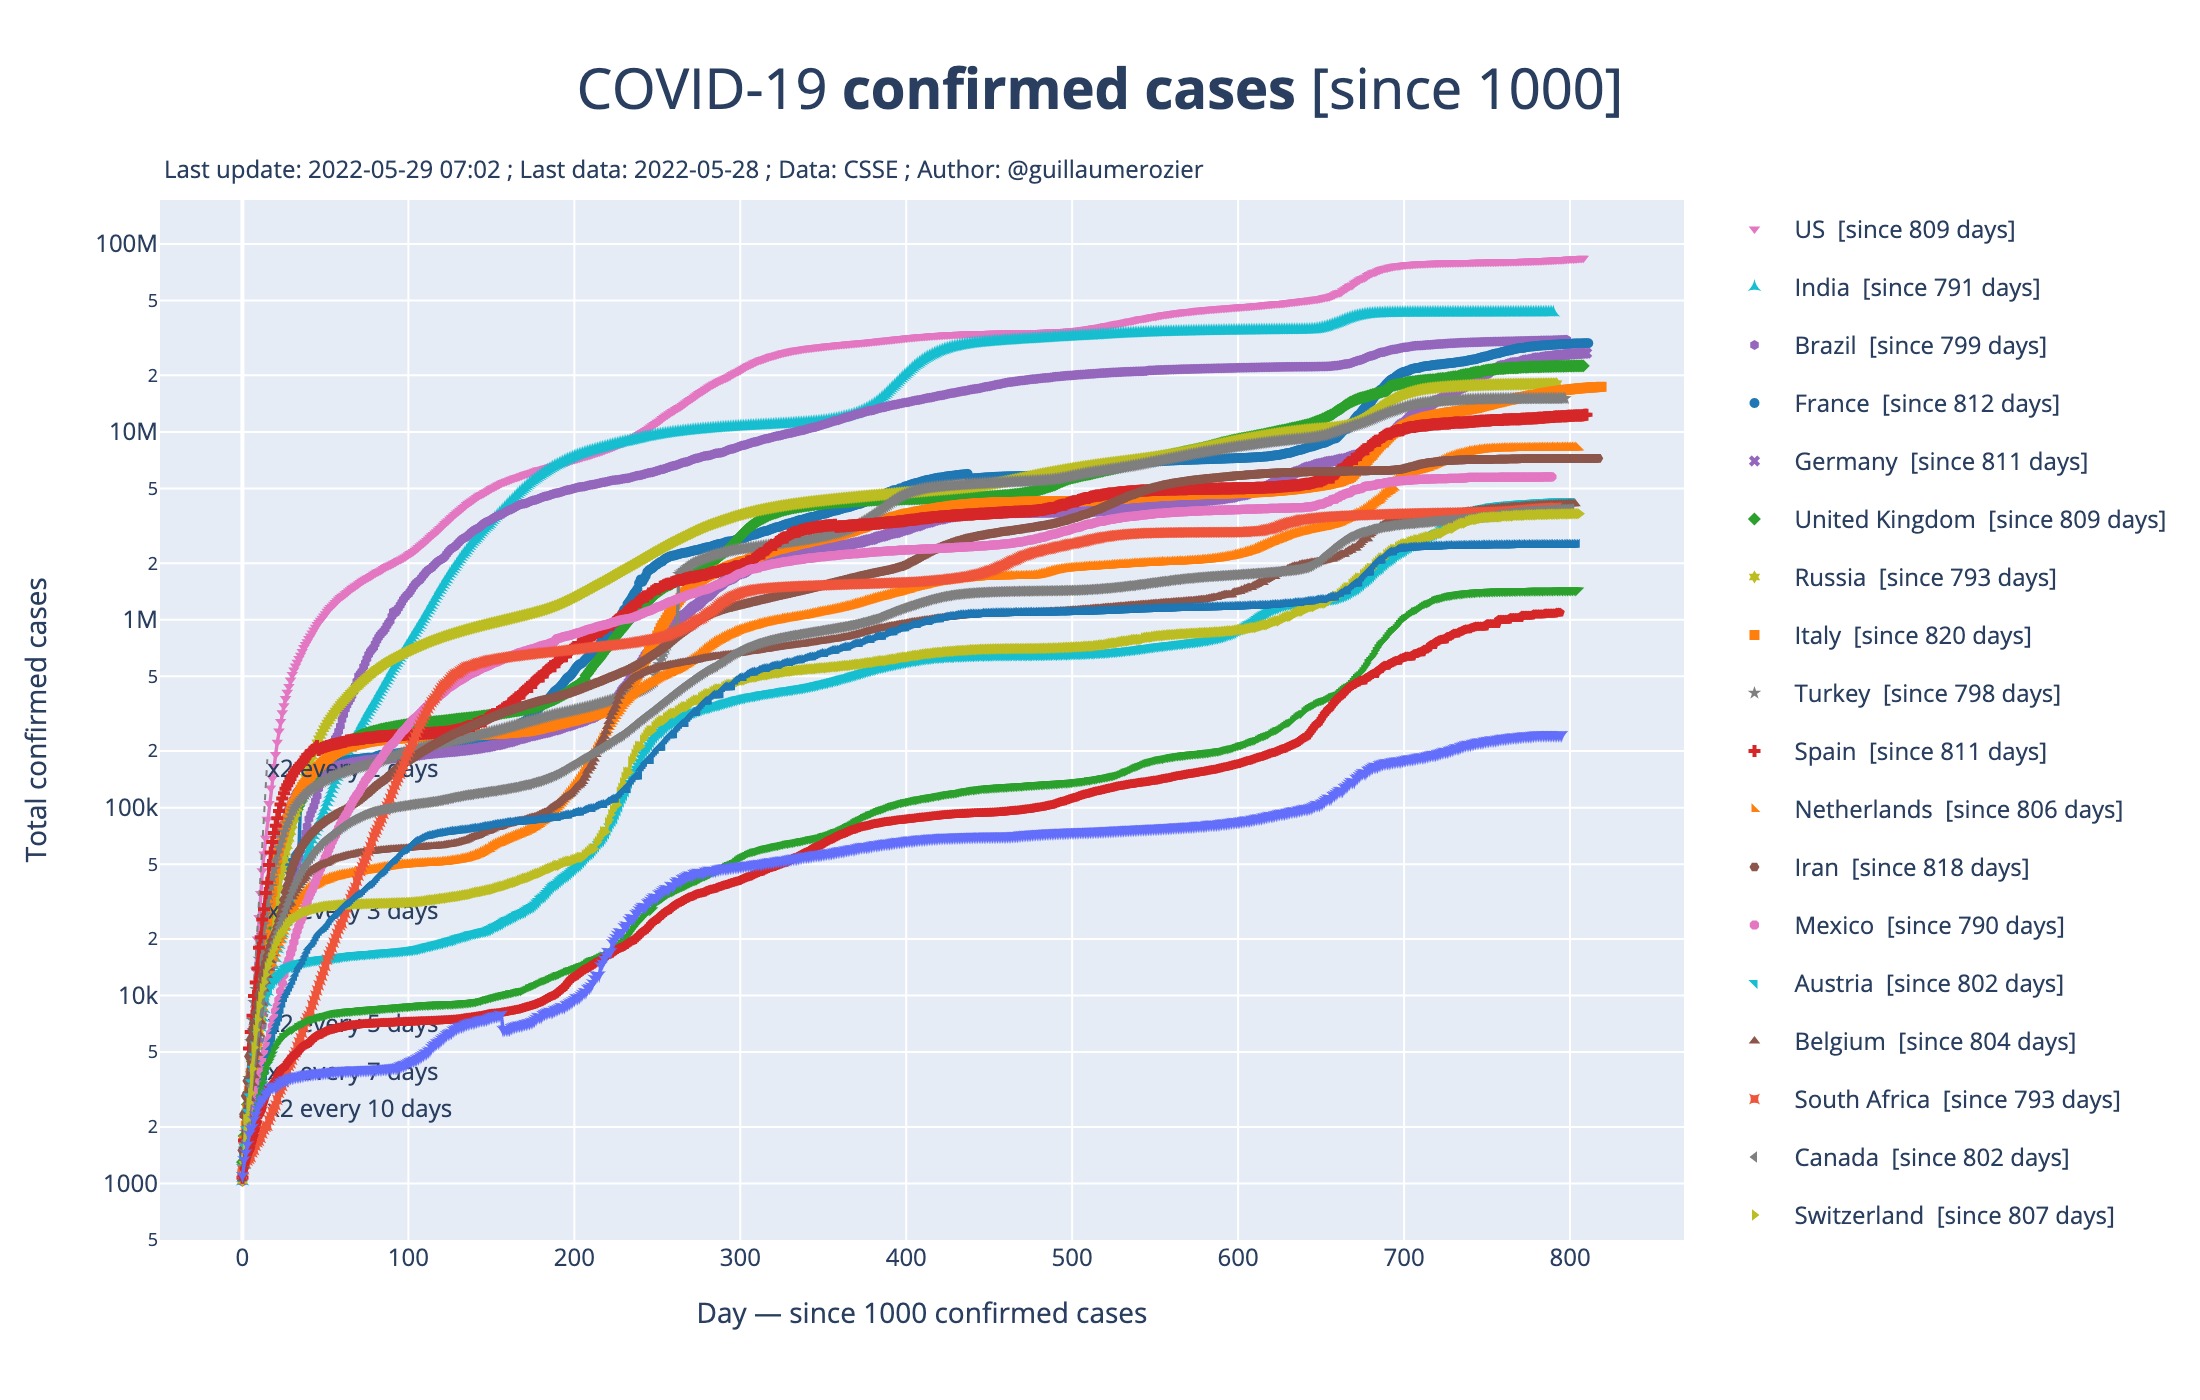 COVID-19 confirmed cases [since 1000]
Last update: 2022-05-29 07:02 ; Last data: 2022-05-28 ; Data: CSSE ; Author: @guillaumerozier
Total confirmed cases
100M
5
2
10M
5
2
1M
5
2
100k
5
2
10k
5
2
1000
5
every days
every 3 days
x2 every 5 days
every 7 days
x2 every 10 days
0 100 200 300 400 500 600 700 800
Day — since 1000 confirmed cases
US [since 809 days]
India [since 791 days]
Brazil [since 799 days]
France [since 812 days]
Germany [since 811 days]
United Kingdom [since 809 days]
Russia [since 793 days]
Italy [since 820 days]
Turkey [since 798 days]
Spain [since 811 days]
Netherlands [since 806 days]
Iran [since 818 days]
Mexico [since 790 days]
Austria [since 802 days]
Belgium [since 804 days]
South Africa [since 793 days]
Canada [since 802 days]
Switzerland [since 807 days]